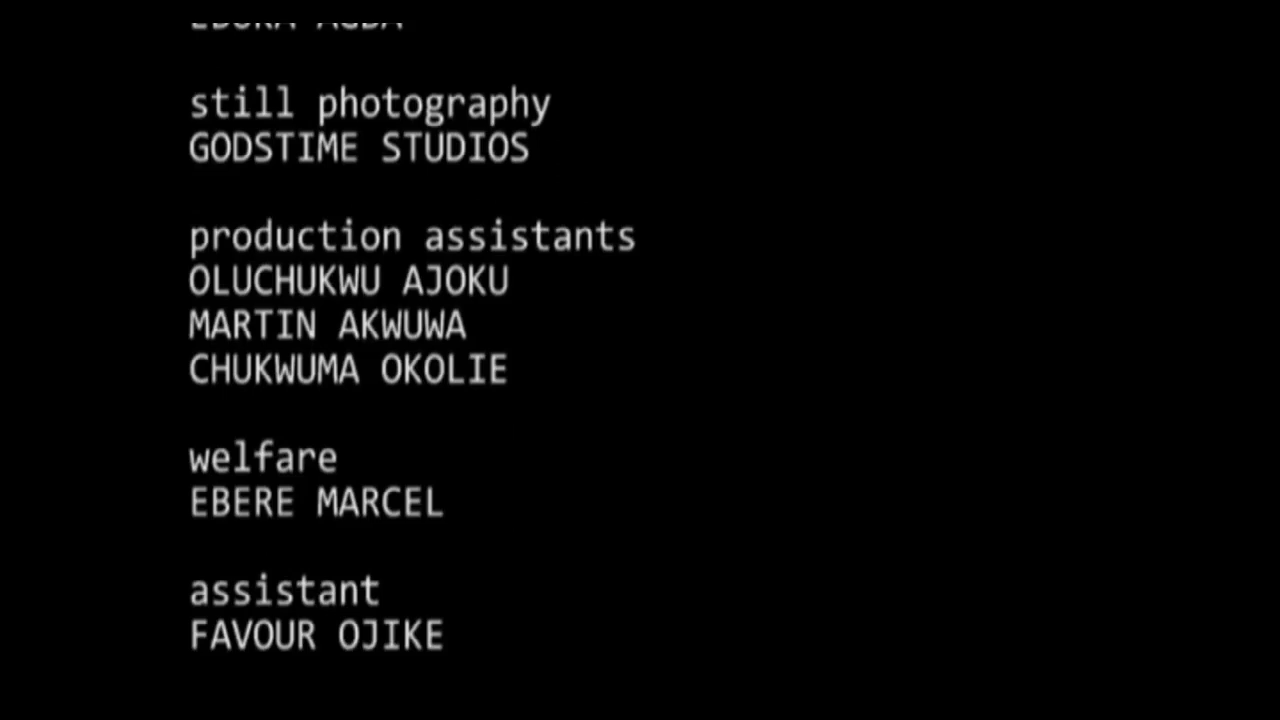 still photography
GODSTIME STUDIOS
production assistants
OLUCHUKWU AJOKU
MARTIN AKWUWA
CHUKWUMA OKOLIE
welfare
EBERE MARCEL
assistant
FAVOUR OJIKE